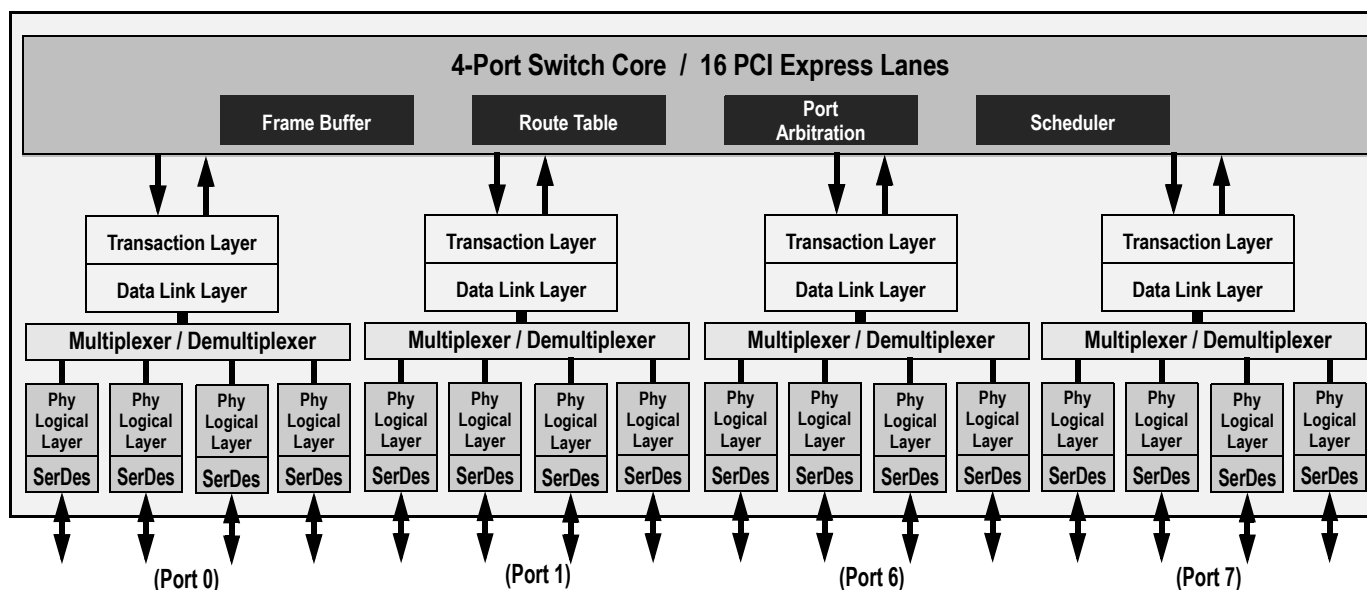 4-Port Switch Core / 16 PCI Express Lanes
Frame Buffer
Route Table
Port
Arbitration
Scheduler
Transaction Layer
Data Link Layer
Transaction Layer
Data Link Layer
Transaction Layer
Data Link Layer
Transaction Layer
Data Link Layer
Multiplexer / Demultiplexer
Multiplexer / Demultiplexer
Multiplexer / Demultiplexer
Multiplexer / Demultiplexer
Phy
Logical
Layer
SerDes
Phy
Logical
Layer
SerDes
Phy
Logical
Layer
SerDes
Phy
Logical
Layer
SerDes
Phy
Logical
Layer
SerDes
Phy
Logical
Layer
SerDes
Phy
Logical
Layer
SerDes
Phy
Logical
Layer
SerDes
Phy
Logical
Layer
SerDes
Phy
Logical
Layer
SerDes
Phy
Logical
Layer
SerDes
Phy
Logical
Layer
SerDes
Phy
Logical
Layer
SerDes
Phy
Logical
Layer
SerDes
Phy
Logical
Layer
SerDes
Phy
Logical
Layer
SerDes
(Port 0)
(Port 1)
(Port 6)
(Port 7)